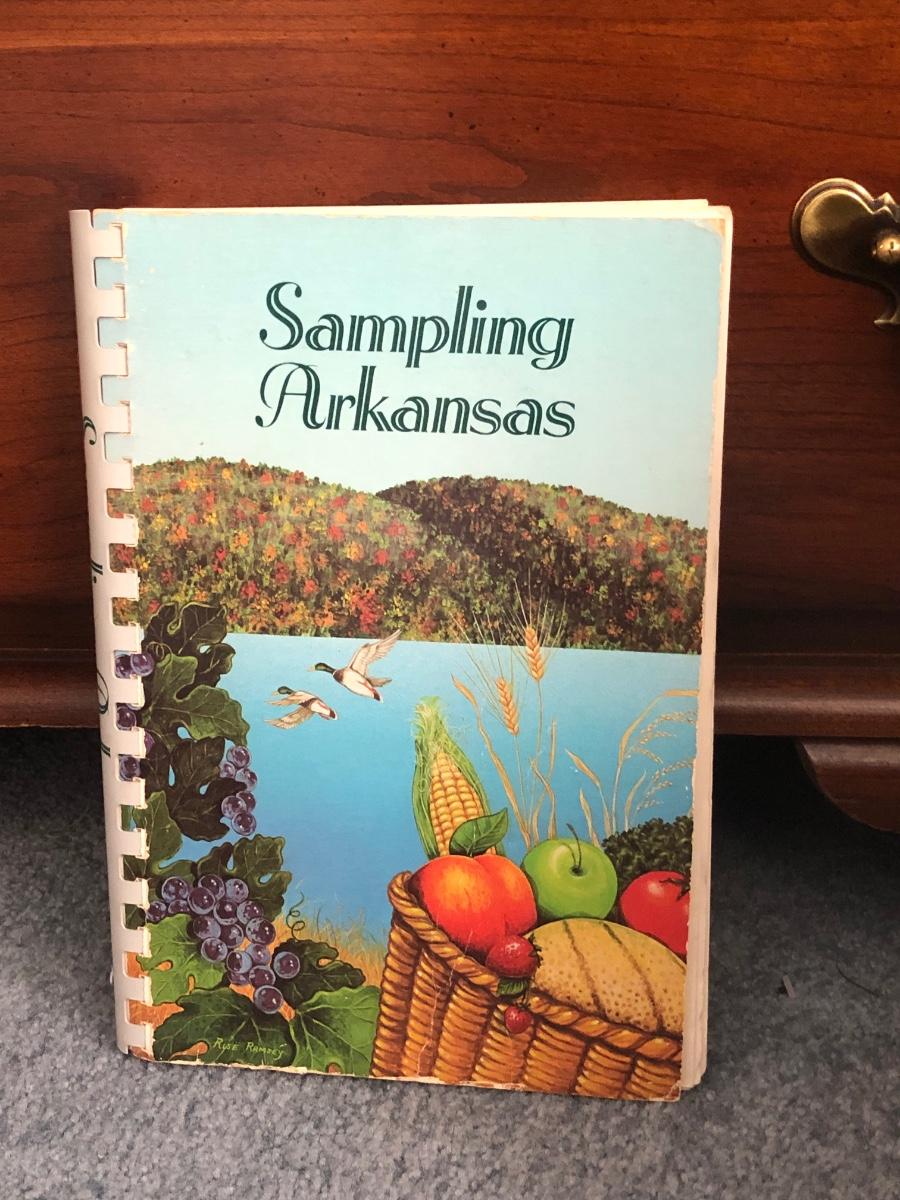 Sampling
Arkansas
Rose Ramsey